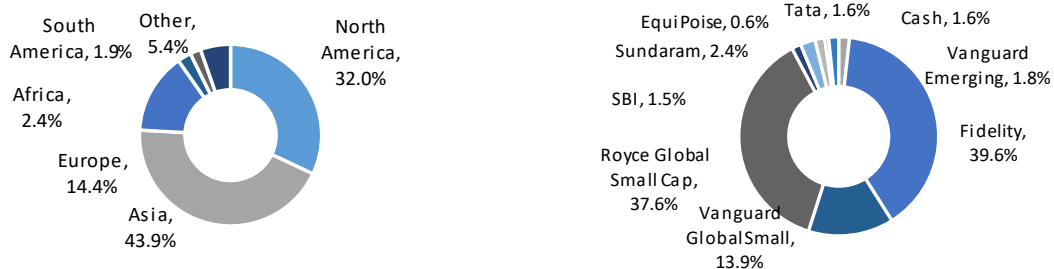 South
America, 1.9%
Other,
5.4%
North
America,
32.0%
Africa,
2.4%
Europe,
14.4%
Asia,
43.9%
EquiPoise, 0.6%
Tata, 1.6%
Cash, 1.6%
Sundaram, 2.4%
Vanguard
Emerging, 1.8%
SBI, 1.5%
Fidelity,
39.6%
Royce Global
Small Cap,
37.6%
Vanguard
GlobalSmall,
13.9%